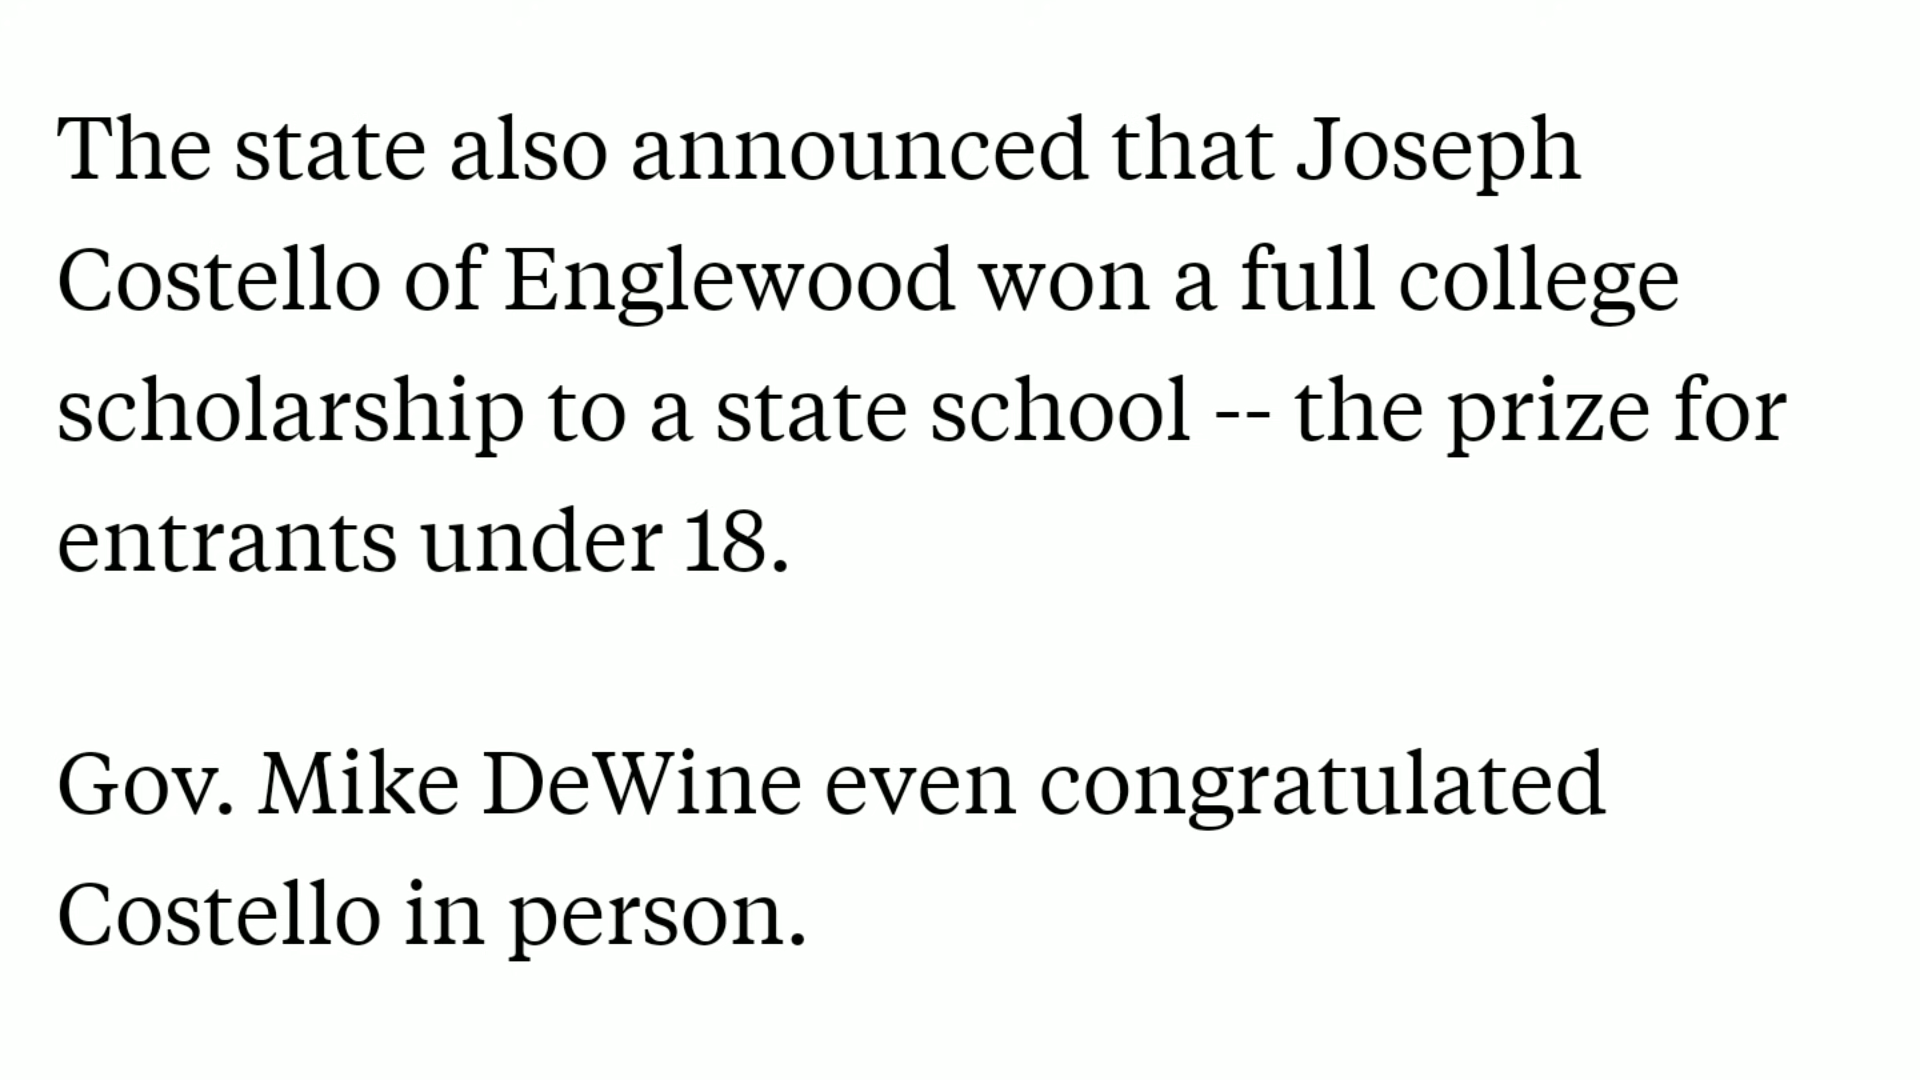 The state also announced that Joseph
Costello of Englewood won a full college
scholarship to a state school -- the prize for
entrants under 18.
Gov. Mike DeWine even congratulated
Costello in person.